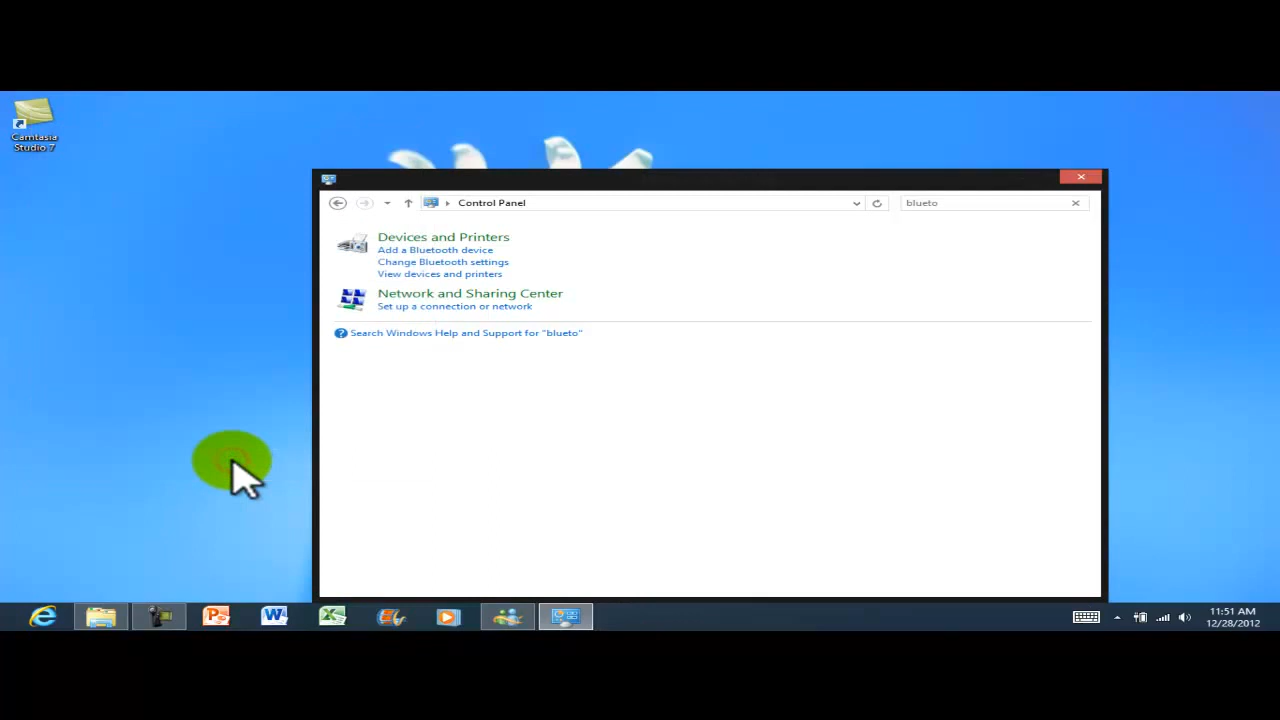 Camtasia
Studio 7
Control Panel
blueto
Devices and Printers
Add a Bluetooth device
Change Bluetooth settings
View devices and printers
Network and Sharing Center
Set up a connection or network
Search Windows Help and Support for "blueto"
11:51 AM
12/28/2012